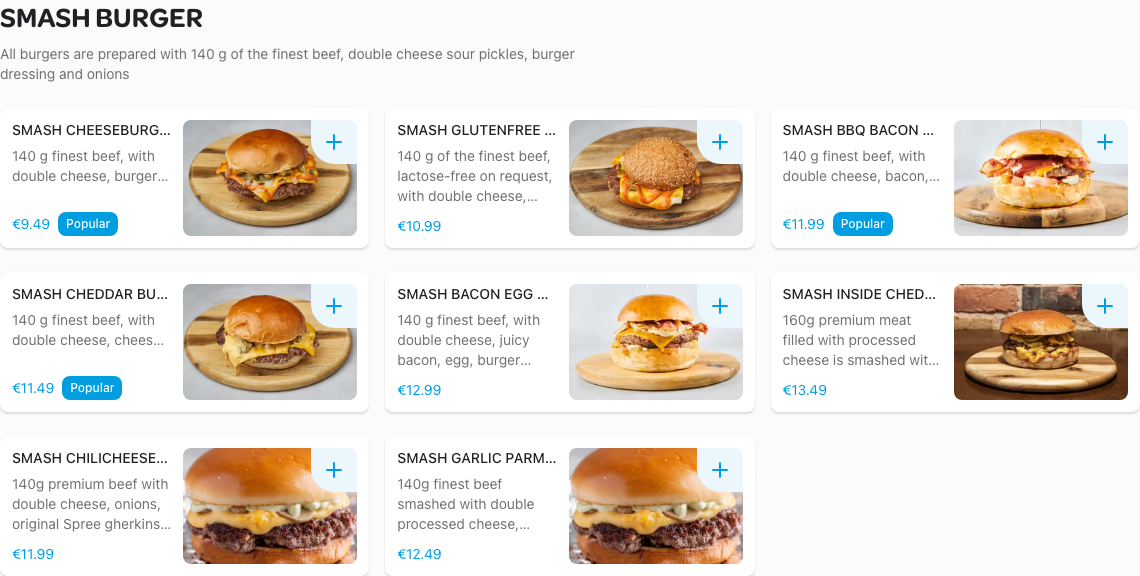 SMASH BURGER
All burgers are prepared with 140 g of the finest beef, double cheese sour pickles, burger
dressing and onions
SMASH CHEESEBURG...
140 g finest beef, with
double cheese, burger...
€9.49 Popular
SMASH GLUTENFREE ...
140 g of the finest beef,
lactose-free on request,
with double cheese,...
€10.99
SMASH BBQ BACON ...
140 g finest beef, with
double cheese, bacon,...
€11.99 Popular
SMASH CHEDDAR BU...
140 g finest beef, with
double cheese, chees...
€11.49 Popular
SMASH BACON EGG ...
140 g finest beef, with
double cheese, juicy
bacon, egg, burger...
€12.99
SMASH INSIDE CHED...
160g premium meat
filled with processed
cheese is smashed wit...
€13.49
SMASH CHILICHEESE...
140g premium beef with
double cheese, onions,
original Spree gherkins...
€11.99
SMASH GARLIC PARM...
140g finest beef
smashed with double
processed cheese,...
€12.49